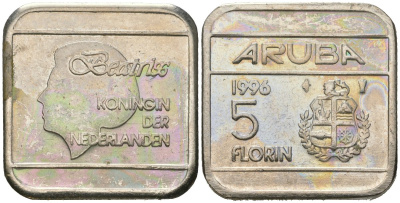 Beatrix
KONINGIN
DER
NEDERLANDEN
ARUBA
1996
5
FLORIN